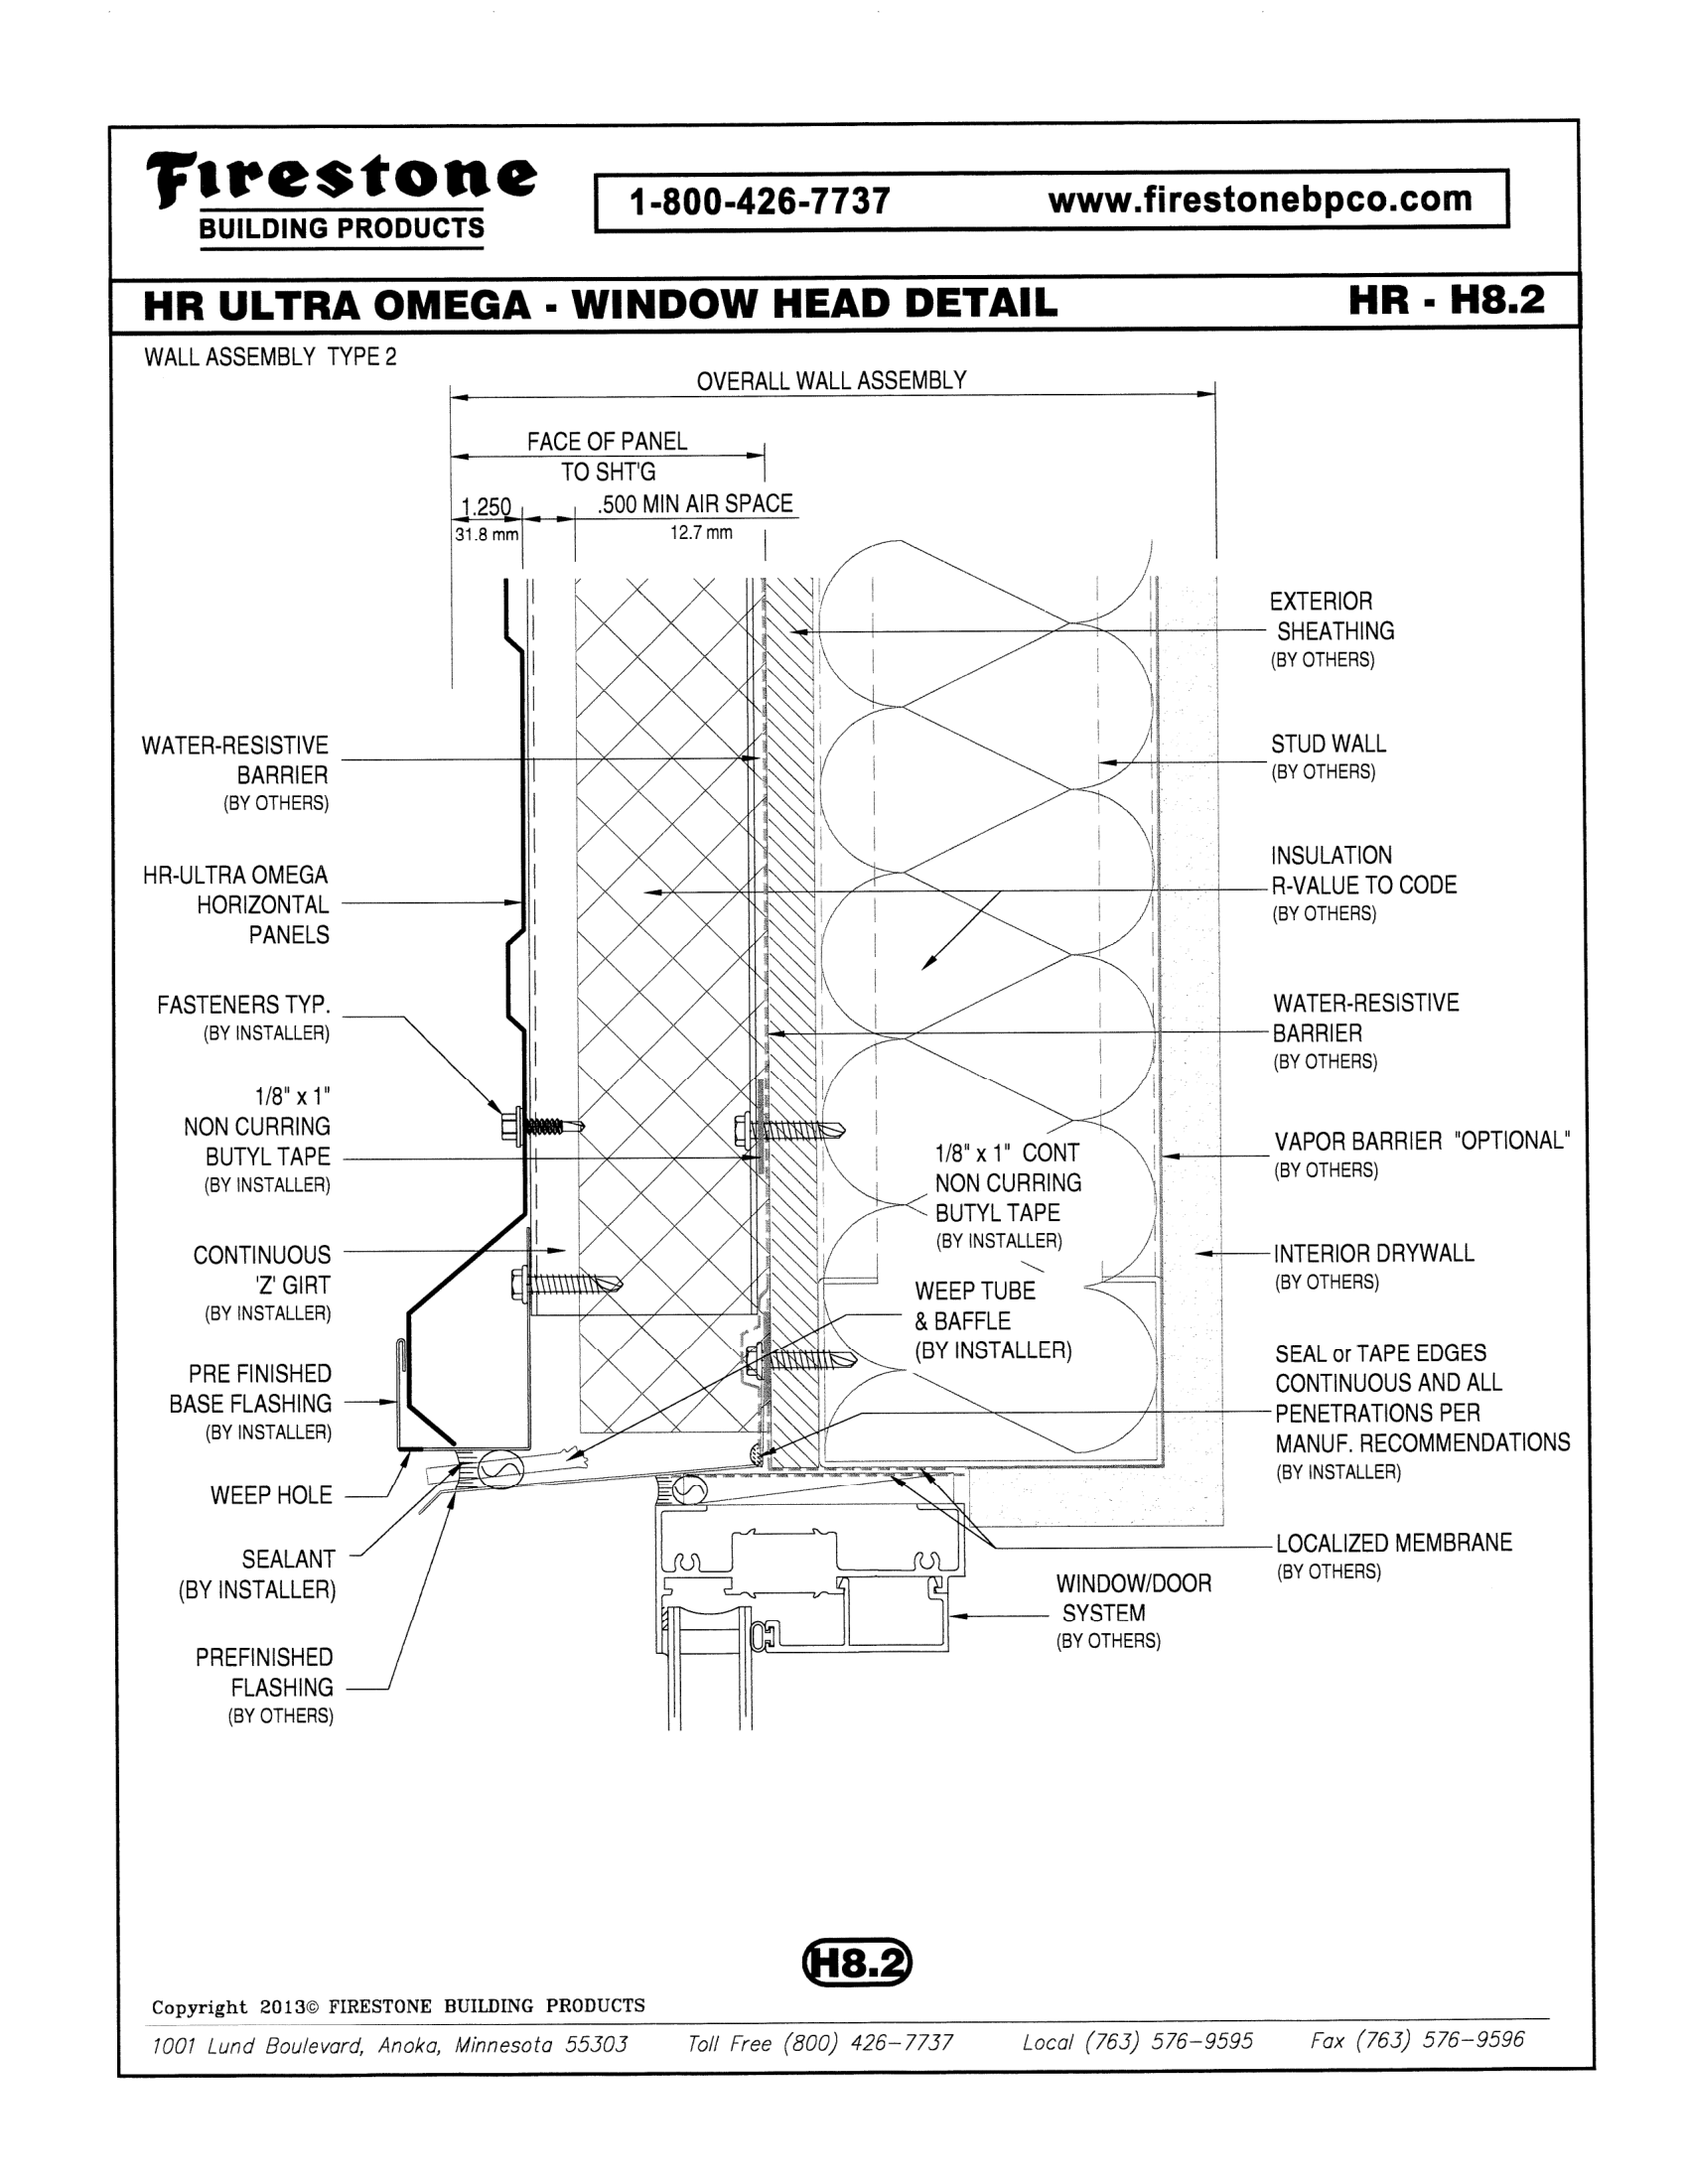 Firestone
BUILDING PRODUCTS
1-800-426-7737 www.firestonebpco.com
HR ULTRA OMEGA - WINDOW HEAD DETAIL HR - H8.2
WALL ASSEMBLY TYPE 2
OVERALL WALL ASSEMBLY
FACE OF PANEL
TO SHT'G
1.250 .500 MIN AIR SPACE
31.8 mm 12.7 mm
WATER-RESISTIVE
BARRIER
(BY OTHERS)
HR-ULTRA OMEGA
HORIZONTAL
PANELS
FASTENERS TYP.
(BY INSTALLER)
1/8" x 1"
NON CURRING
BUTYL TAPE
(BY INSTALLER)
CONTINUOUS
'Z' GIRT
(BY INSTALLER)
PRE FINISHED
BASE FLASHING
(BY INSTALLER)
WEEP HOLE
SEALANT
(BY INSTALLER)
PREFINISHED
FLASHING
(BY OTHERS)
1/8" x 1" CONT
NON CURRING
BUTYL TAPE
(BY INSTALLER)
WEEP TUBE
& BAFFLE
(BY INSTALLER)
EXTERIOR
SHEATHING
(BY OTHERS)
STUD WALL
(BY OTHERS)
INSULATION
R-VALUE TO CODE
(BY OTHERS)
WATER-RESISTIVE
BARRIER
(BY OTHERS)
VAPOR BARRIER "OPTIONAL"
(BY OTHERS)
INTERIOR DRYWALL
(BY OTHERS)
SEAL or TAPE EDGES
CONTINUOUS AND ALL
PENETRATIONS PER
MANUF. RECOMMENDATIONS
(BY INSTALLER)
LOCALIZED MEMBRANE
(BY OTHERS)
WINDOW/DOOR
SYSTEM
(BY OTHERS)
H8.2
Copyright 2013© FIRESTONE BUILDING PRODUCTS
1001 Lund Boulevard, Anoka, Minnesota 55303 Toll Free (800) 426-7737 Local (763) 576-9595 Fax (763) 576-9596